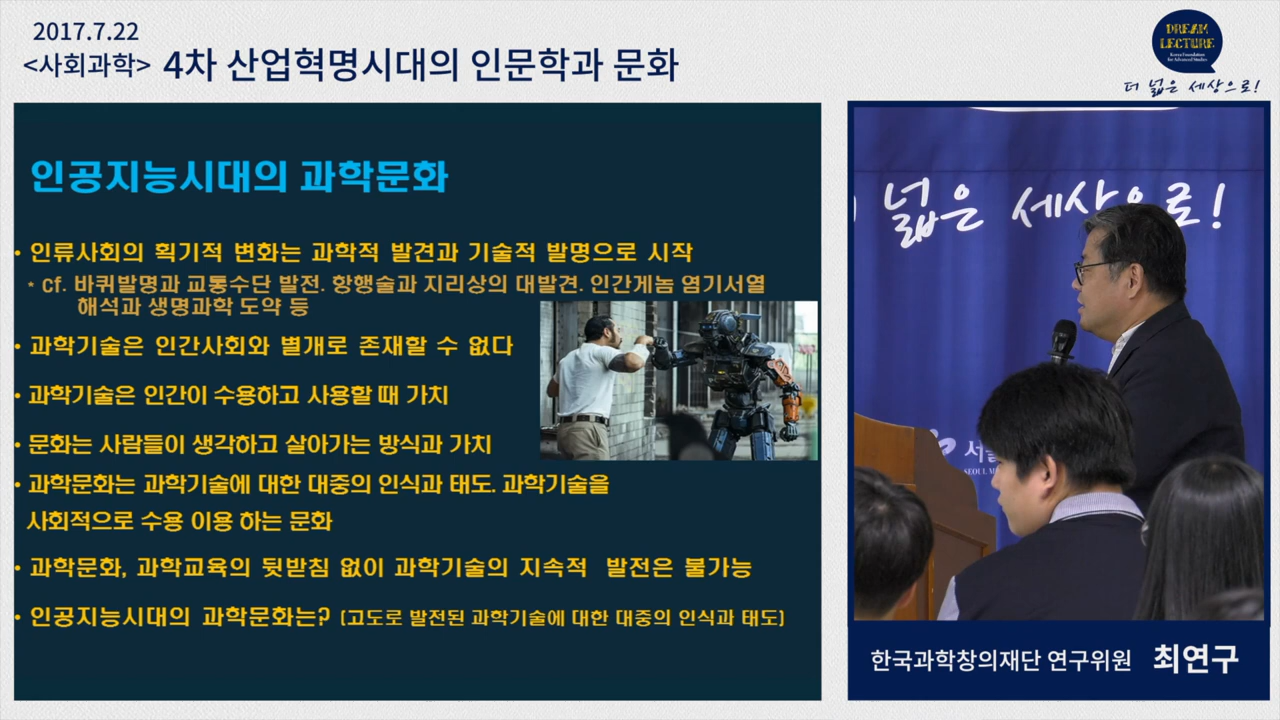 2017.7.22
<사회과학> 4차 산업혁명시대의 인문학과 문화
DREAM
LECTURE
Korea Foundation
for Advanced Studies
더 넓은 세상으로!
인공지능시대의 과학문화
• 인류사회의 획기적 변화는 과학적 발견과 기술적 발명으로 시작
* cf. 바퀴발명과 교통수단 발전. 항행술과 지리상의 대발견. 인간게놈 염기서열
해석과 생명과학 도약 등
• 과학기술은 인간사회와 별개로 존재할 수 없다
• 과학기술은 인간이 수용하고 사용할 때 가치
• 문화는 사람들이 생각하고 살아가는 방식과 가치
• 과학문화는 과학기술에 대한 대중의 인식과 태도. 과학기술을
사회적으로 수용 이용 하는 문화
• 과학문화, 과학교육의 뒷받침 없이 과학기술의 지속적 발전은 불가능
• 인공지능시대의 과학문화는? (고도로 발전된 과학기술에 대한 대중의 인식과 태도)
넓은 세상으로!
SEOUL
한국과학창의재단 연구위원 최연구